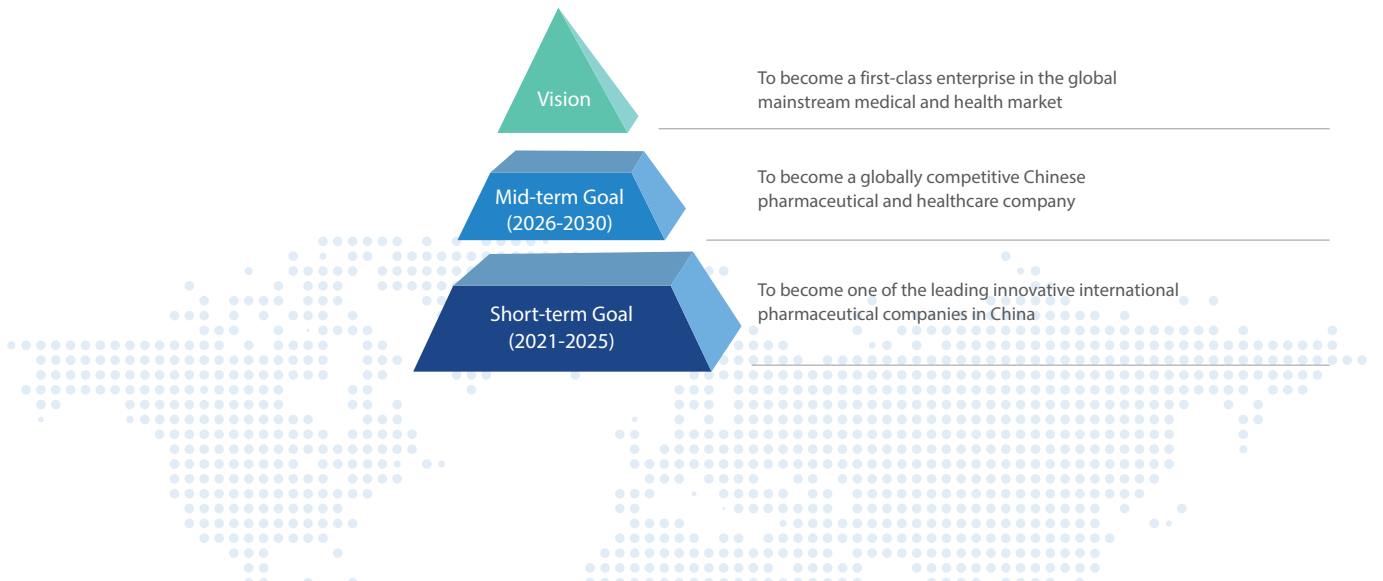 Vision
To become a first-class enterprise in the global
mainstream medical and health market
Mid-term Goal
(2026-2030)
To become a globally competitive Chinese
pharmaceutical and healthcare company
Short-term Goal
(2021-2025)
To become one of the leading innovative international
pharmaceutical companies in China